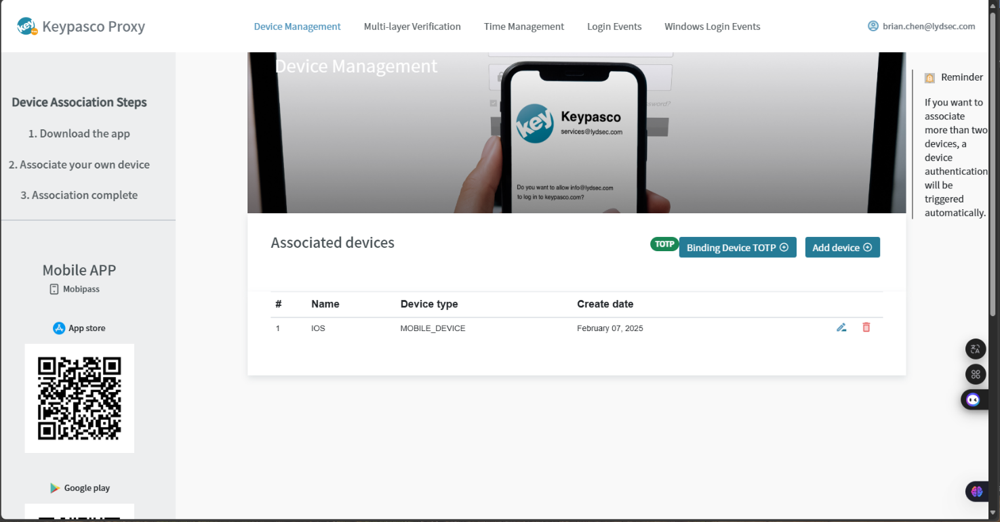 Keypasco Proxy
Device Management
Multi-layer Verification
Time Management
Login Events
Windows Login Events
brian.chen@lydsec.com
Device Association Steps
1. Download the app
2. Associate your own device
3. Association complete
Mobile APP
Mobipass
App store
Google play
Device Management
key
Keypasco
services@lydsec.com
Do you want to allow info@lydsec.com
to log in to keypasco.com?
Associated devices
TOTP
Binding Device TOTP
Add device
# Name Device type Create date
1 IOS MOBILE_DEVICE February 07, 2025
Reminder
If you want to
associate
more than two
devices, a
device
authentication
will be
triggered
automatically.